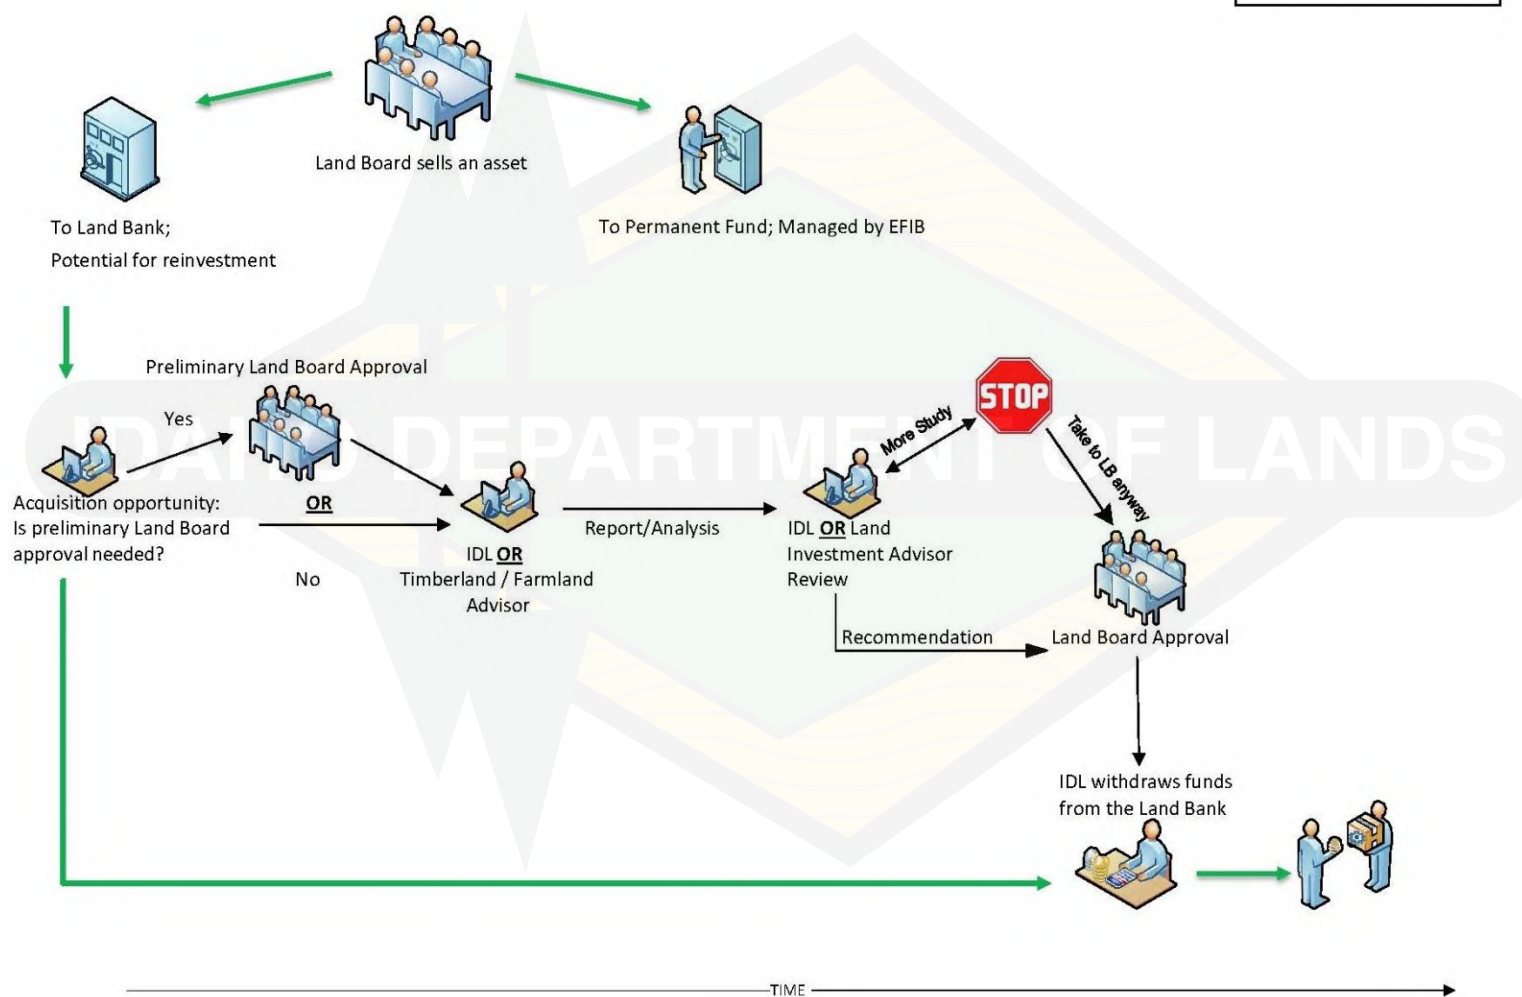 Land Board sells an asset
To Land Bank;
Potential for reinvestment
To Permanent Fund; Managed by EFIB
Preliminary Land Board Approval
Yes
Acquisition opportunity:
Is preliminary Land Board
approval needed?
OR
No
IDL OR
Timberland / Farmland
Advisor
Report/Analysis
IDL OR Land
Investment Advisor
Review
More Study
STOP
Take to LB anyway
Recommendation
Land Board Approval
IDL withdraws funds
from the Land Bank
TIME
IDAHO DEPARTMENT OF LANDS